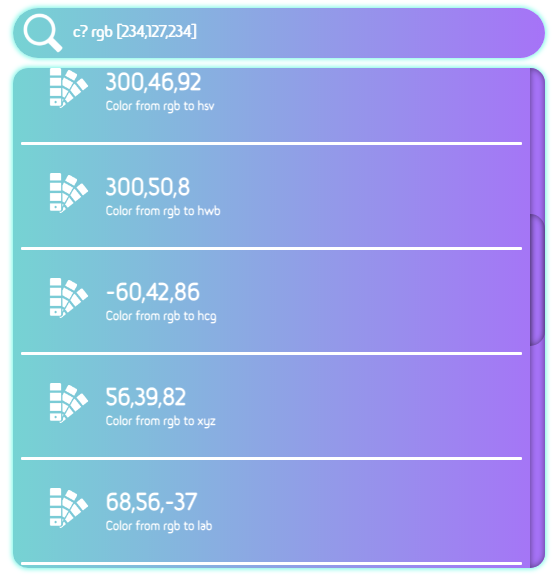 c? rgb [234,127,234]
300,46,92
Color from rgb to hsv
300,50,8
Color from rgb to hwb
-60,42,86
Color from rgb to hcg
56,39,82
Color from rgb to xyz
68,56,-37
Color from rgb to lab